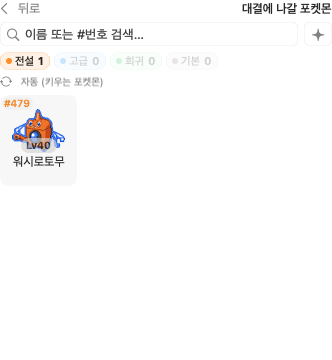 뒤로
대결에 나갈 포켓몬
이름 또는 #번호 검색...
전설 1
고급 0
희귀 0
기본 0
자동 (키우는 포켓몬)
#479
Lv40
워시로토무